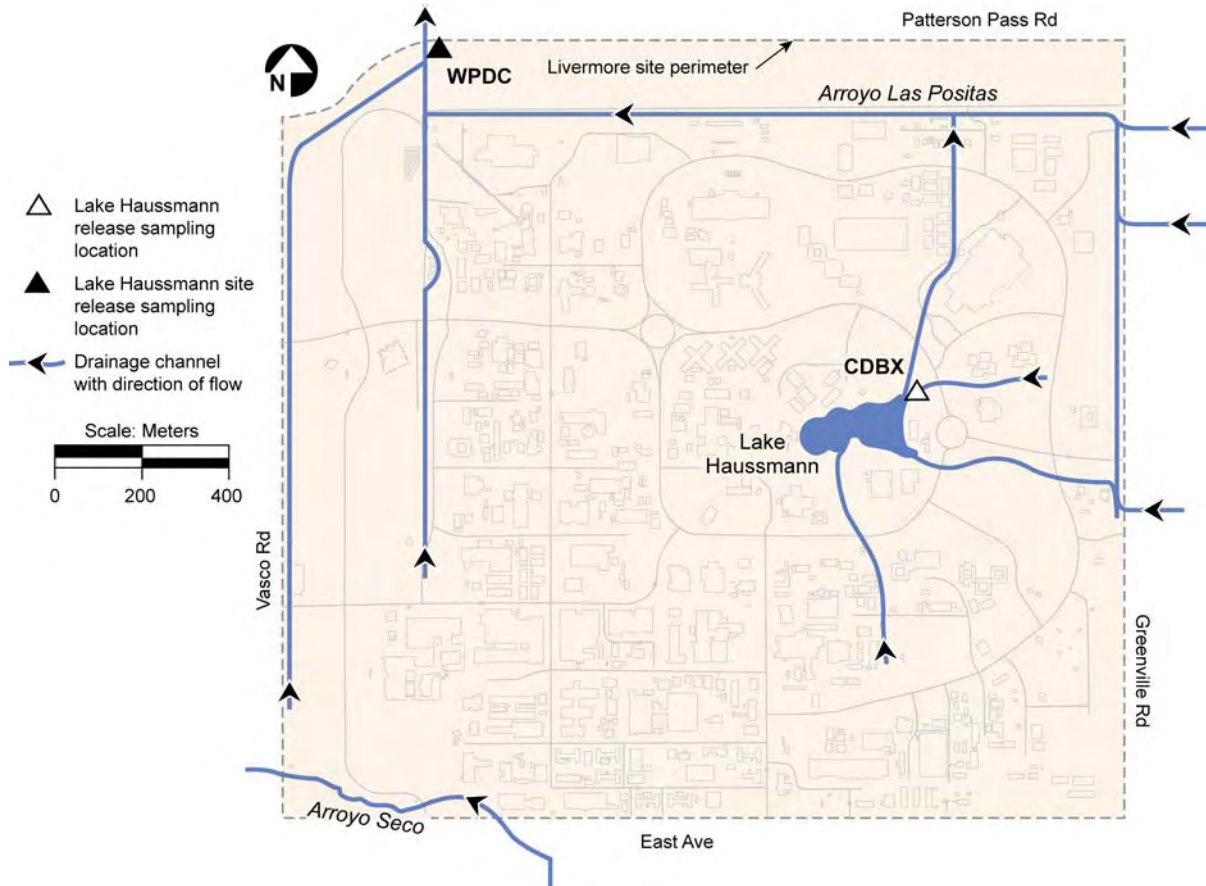 Patterson Pass Rd
N
WPDC
Livermore site perimeter
Arroyo Las Positas
Lake Haussmann
release sampling
location
Lake Haussmann site
release sampling
location
Drainage channel
with direction of flow
Scale: Meters
0 200 400
CDBX
Lake
Haussmann
Vasco Rd
Greenville Rd
Arroyo Seco
East Ave